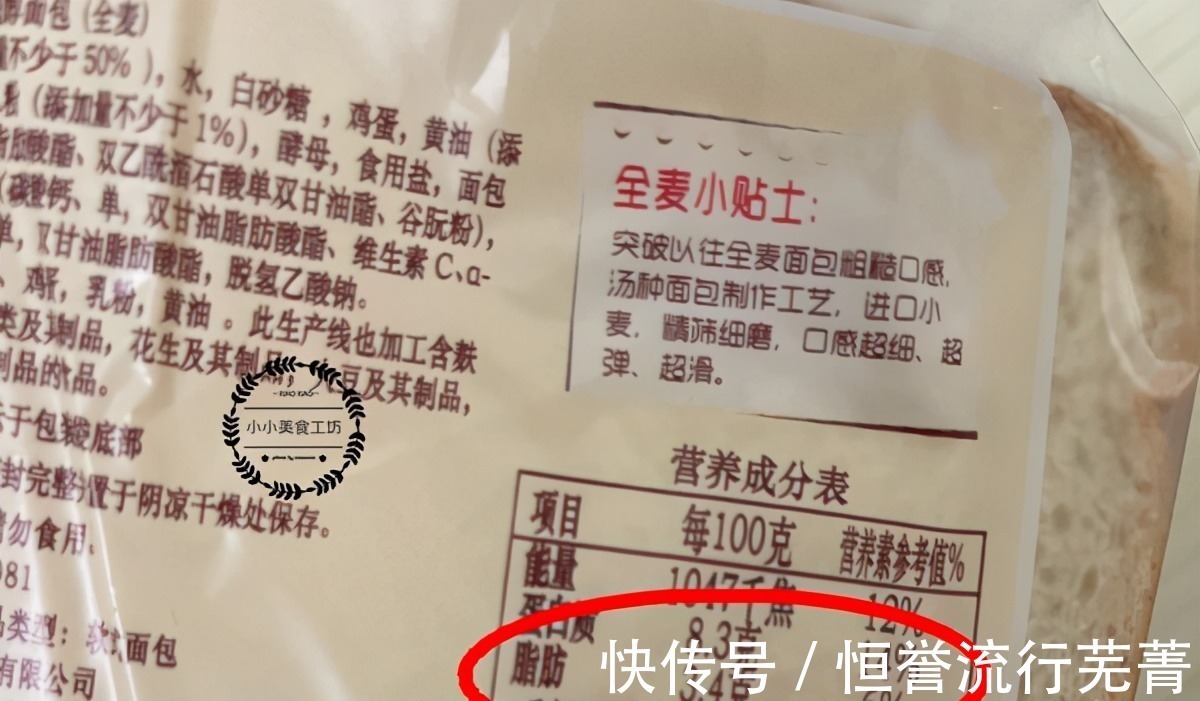 面包(全麦)
不少于50%),水,白砂糖,鸡蛋,黄油(添
(添加量不少于1%),酵母,食用盐,面包
酸酯、双乙酰酒石酸单双甘油酯、谷朊粉),
钙、单,双甘油脂肪酸酯、维生素C、α-
单,双甘油脂肪酸酯,脱氢乙酸钠。
、鸡蛋,乳粉,黄油。此生产线也加工含麸
类及其制品,花生及其制品,大豆及其制品,
制品的食品。
于包装底部
封完整置于阴凉干燥处保存。
请勿食用。
981
类型:软式面包
有限公司
全麦小贴士:
突破以往全麦面包粗糙口感,
汤种面包制作工艺,进口小
麦,精筛细磨,口感超细、超
弹、超滑。
小小美食工坊
营养成分表
项目 每100克 营养素参考值%
能量 1047千焦 12%
蛋白质 8.3克
脂肪
快传号/恒誉流行芜菁